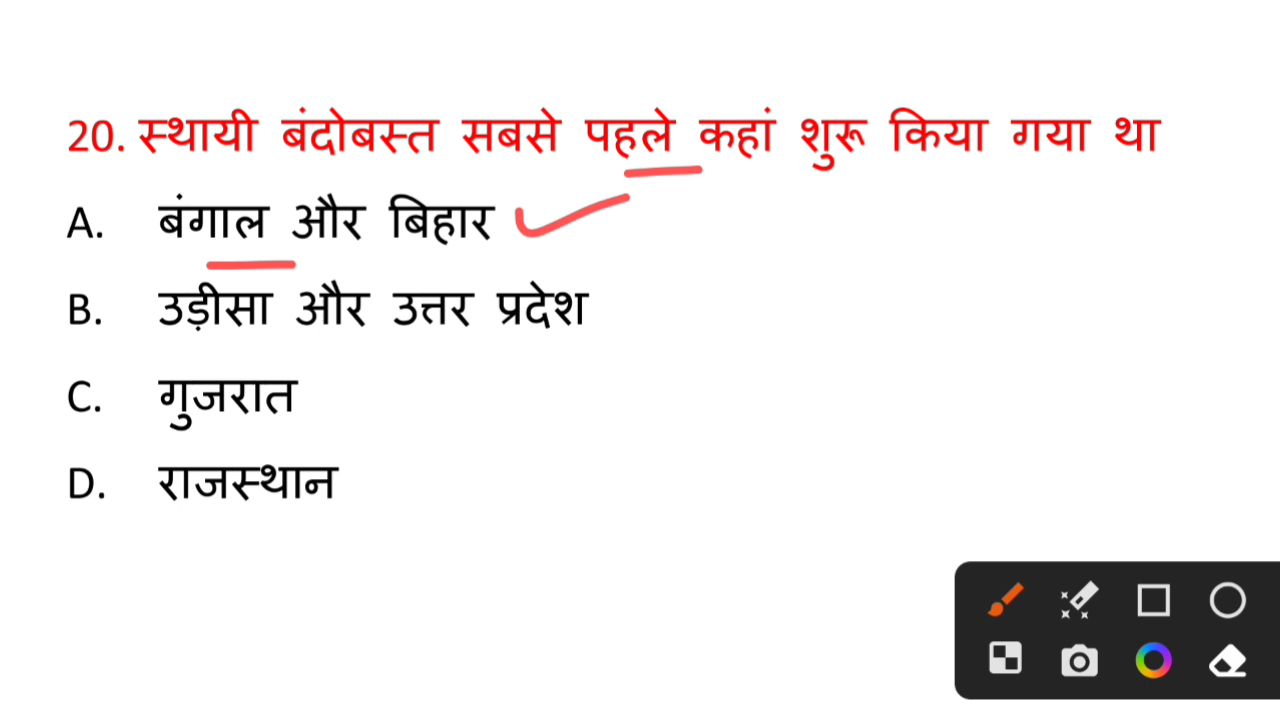 20. स्थायी बंदोबस्त सबसे पहले कहां शुरू किया गया था
A. बंगाल और बिहार
B. उड़ीसा और उत्तर प्रदेश
C. गुजरात
D. राजस्थान